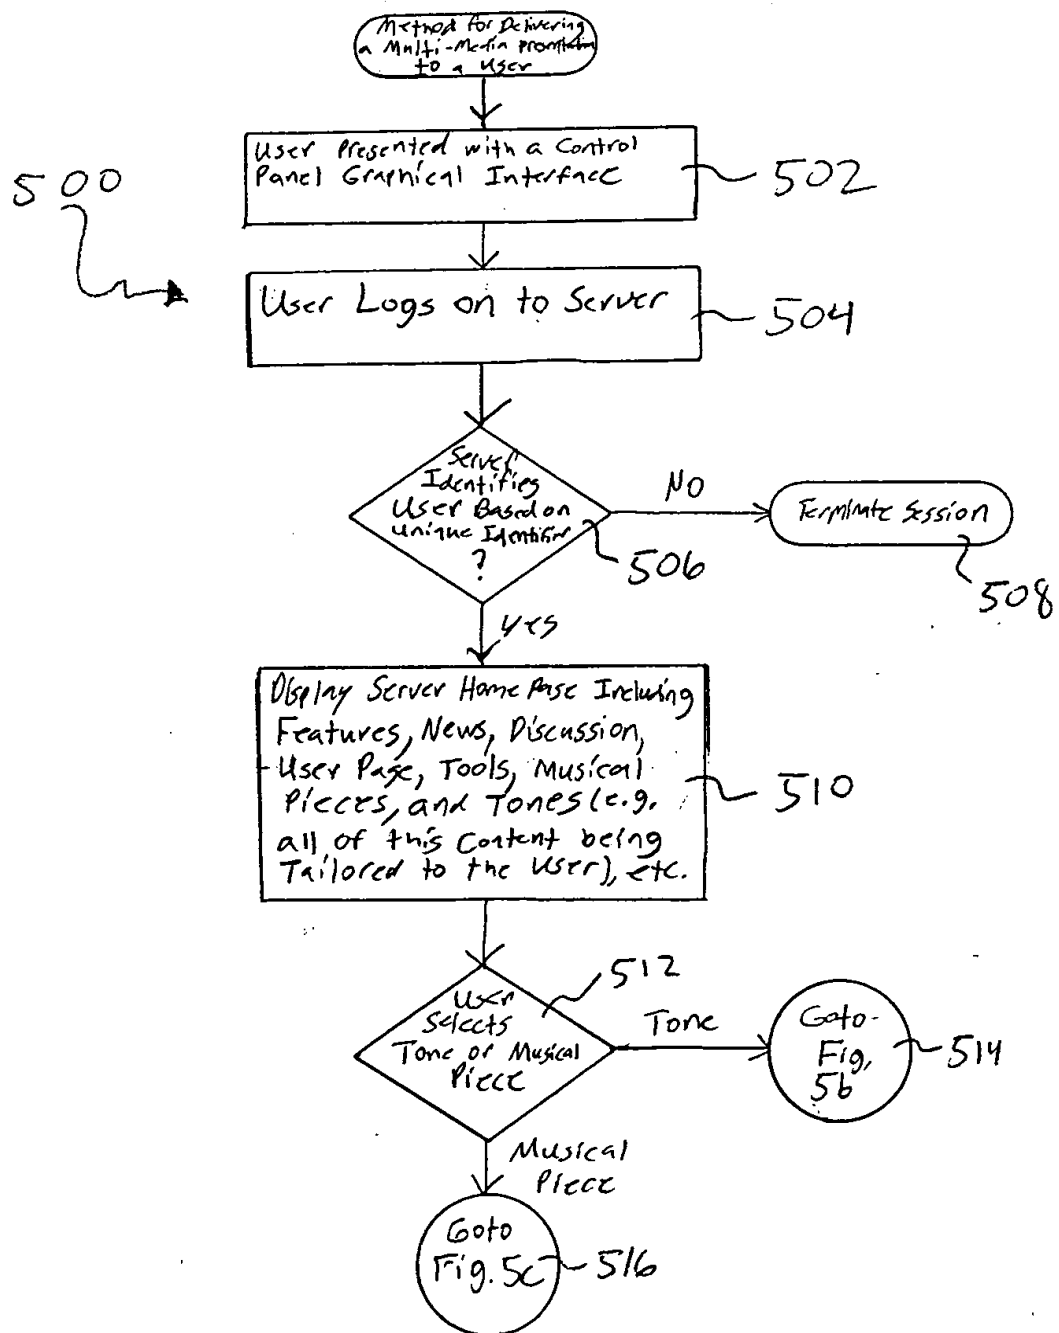 Method for Delivering
a Multi-Media presentation
to a User
User Presented with a Control
Panel Graphical Interface
502
500
User Logs on to Server
504
Server
Identifies
User Based on
Unique Identifier
?
506
No
Terminate Session
508
Yes
Display Server Home Page Including
Features, News, Discussion,
User Page, Tools, Musical
Pieces, and Tones (e.g.
all of this Content being
Tailored to the User), etc.
510
512
User
Selects
Tone or Musical
Piece
Tone
Goto
Fig.
5b
514
Musical
Piece
Goto
Fig. 5c
516